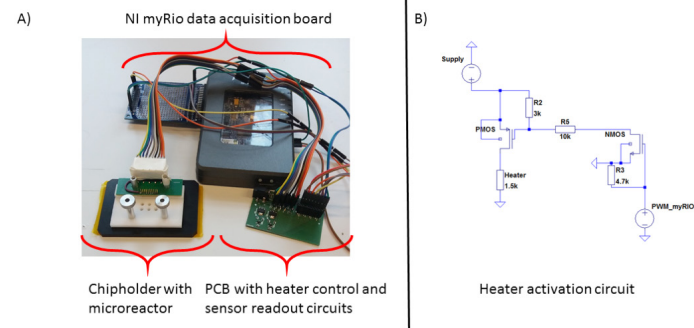 A)
NI myRio data acquisition board
Chipholder with
microreactor
PCB with heater control and
sensor readout circuits
B)
Supply
R2
3k
PMOS
R5
10k
NMOS
Heater
1.5k
R3
4.7k
PWM_myRIO
Heater activation circuit